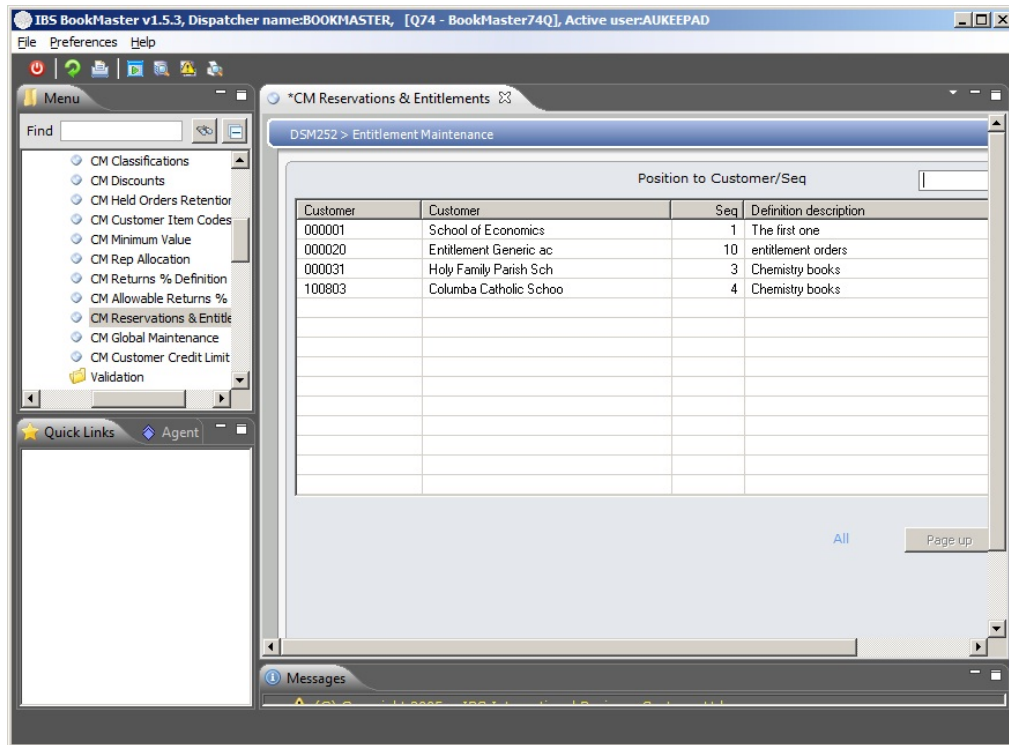 IBS BookMaster v1.5.3, Dispatcher name:BOOKMASTER, [Q74 - BookMaster74Q], Active user:AUKEEPAD
File Preferences Help
Menu
Find
CM Classifications
CM Discounts
CM Held Orders Retention
CM Customer Item Codes
CM Minimum Value
CM Rep Allocation
CM Returns % Definition
CM Allowable Returns %
CM Reservations & Entitle
CM Global Maintenance
CM Customer Credit Limit
Validation
Quick Links Agent
*CM Reservations & Entitlements
DSM252 > Entitlement Maintenance
Position to Customer/Seq
Customer Customer Seq Definition description
000001 School of Economics 1 The first one
000020 Entitlement Generic ac 10 entitlement orders
000031 Holy Family Parish Sch 3 Chemistry books
100803 Columba Catholic Schoo 4 Chemistry books
All Page up
Messages